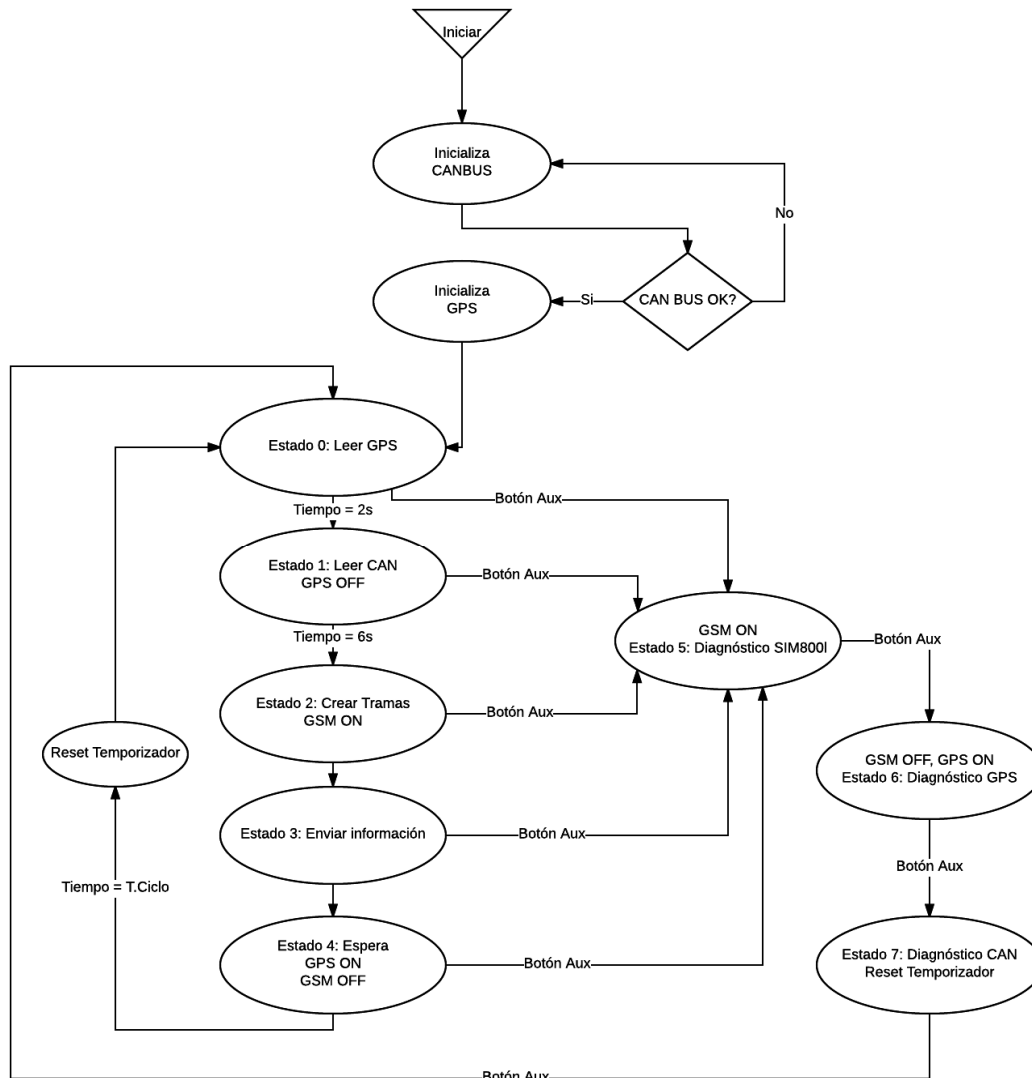 Iniciar
Inicializa
CANBUS
No
Inicializa
GPS
Si
CAN BUS OK?
Estado 0: Leer GPS
Botón Aux
Tiempo = 2s
Estado 1: Leer CAN
GPS OFF
Botón Aux
Tiempo = 6s
GSM ON
Estado 5: Diagnóstico SIM800l
Botón Aux
Estado 2: Crear Tramas
GSM ON
Botón Aux
Reset Temporizador
GSM OFF, GPS ON
Estado 6: Diagnóstico GPS
Estado 3: Enviar información
Botón Aux
Botón Aux
Tiempo = T.Ciclo
Estado 4: Espera
GPS ON
GSM OFF
Botón Aux
Estado 7: Diagnóstico CAN
Reset Temporizador
Botón Aux